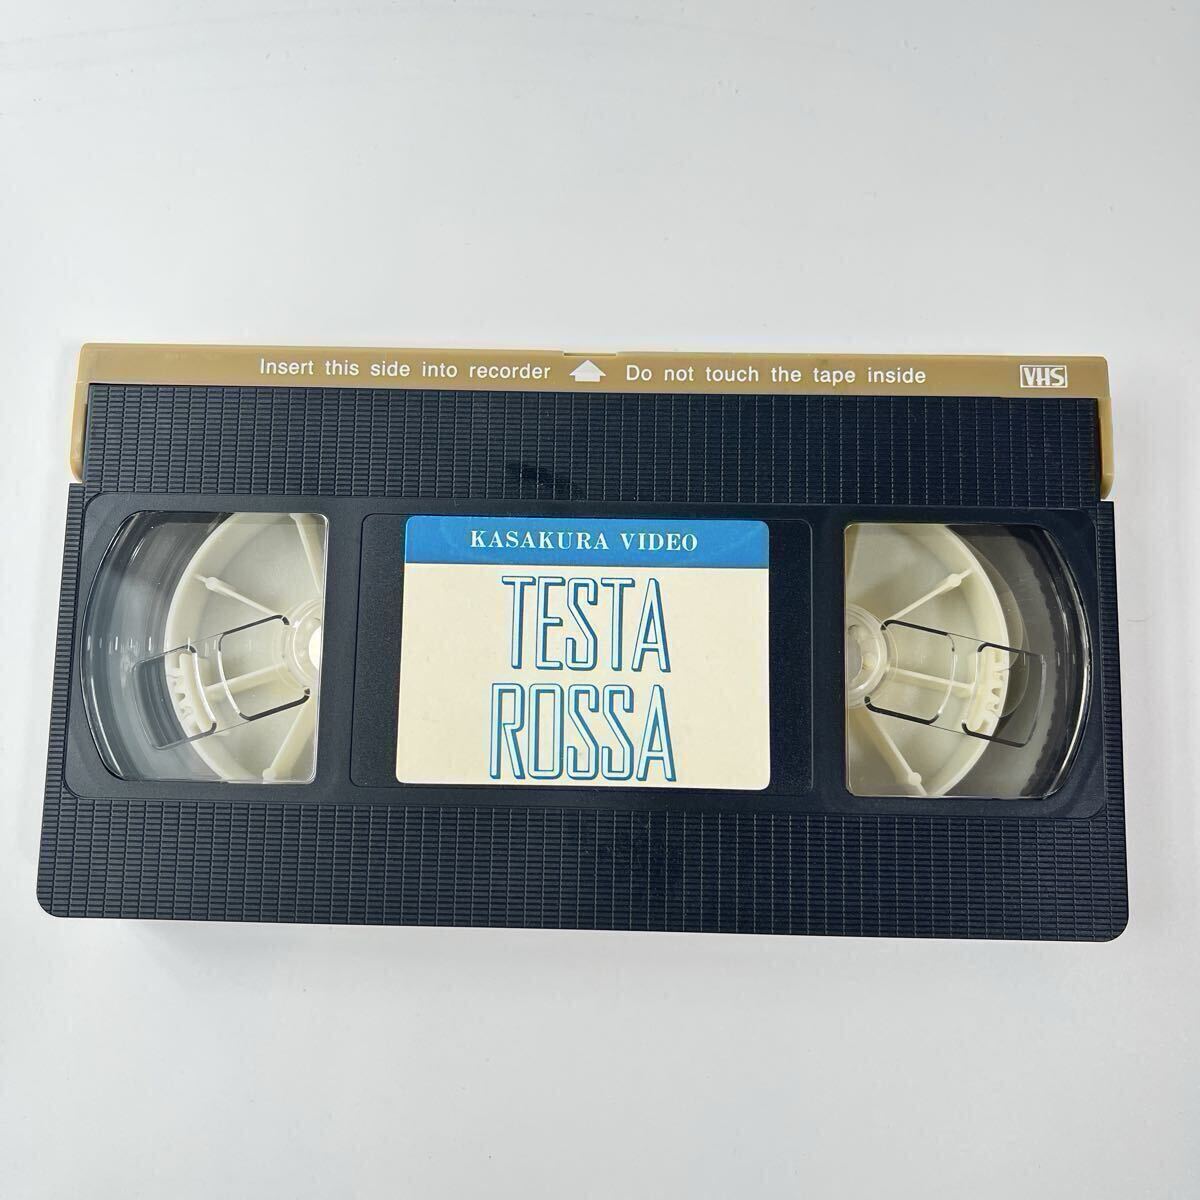 Insert this side into recorder Do not touch the tape inside VHS
KASAKURA VIDEO
TESTA
ROSSA